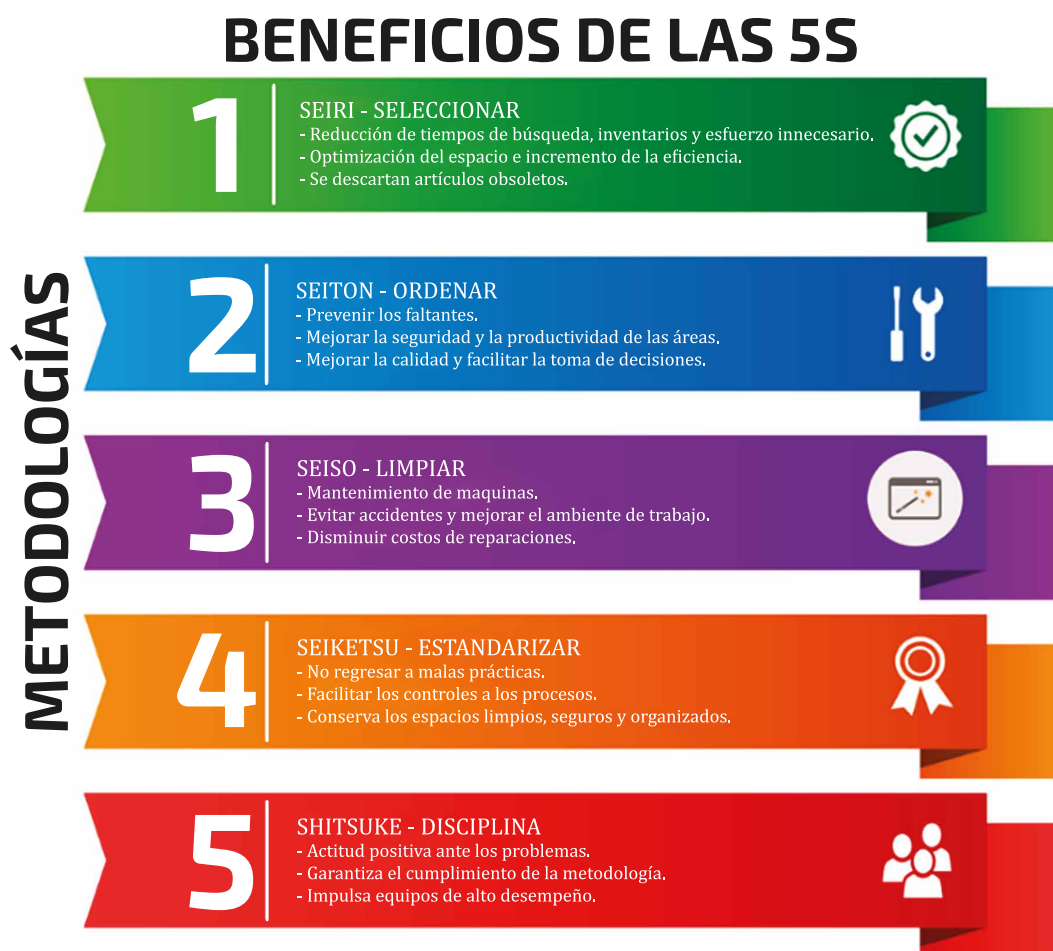 BENEFICIOS DE LAS 5S
METODOLOGÍAS
1
SEIRI - SELECCIONAR
- Reducción de tiempos de búsqueda, inventarios y esfuerzo innecesario.
- Optimización del espacio e incremento de la eficiencia.
- Se descartan artículos obsoletos.
2
SEITON - ORDENAR
- Prevenir los faltantes.
- Mejorar la seguridad y la productividad de las áreas.
- Mejorar la calidad y facilitar la toma de decisiones.
3
SEISO - LIMPIAR
- Mantenimiento de maquinas.
- Evitar accidentes y mejorar el ambiente de trabajo.
- Disminuir costos de reparaciones.
4
SEIKETSU - ESTANDARIZAR
- No regresar a malas prácticas.
- Facilitar los controles a los procesos.
- Conserva los espacios limpios, seguros y organizados.
5
SHITSUKE - DISCIPLINA
- Actitud positiva ante los problemas.
- Garantiza el cumplimiento de la metodología.
- Impulsa equipos de alto desempeño.